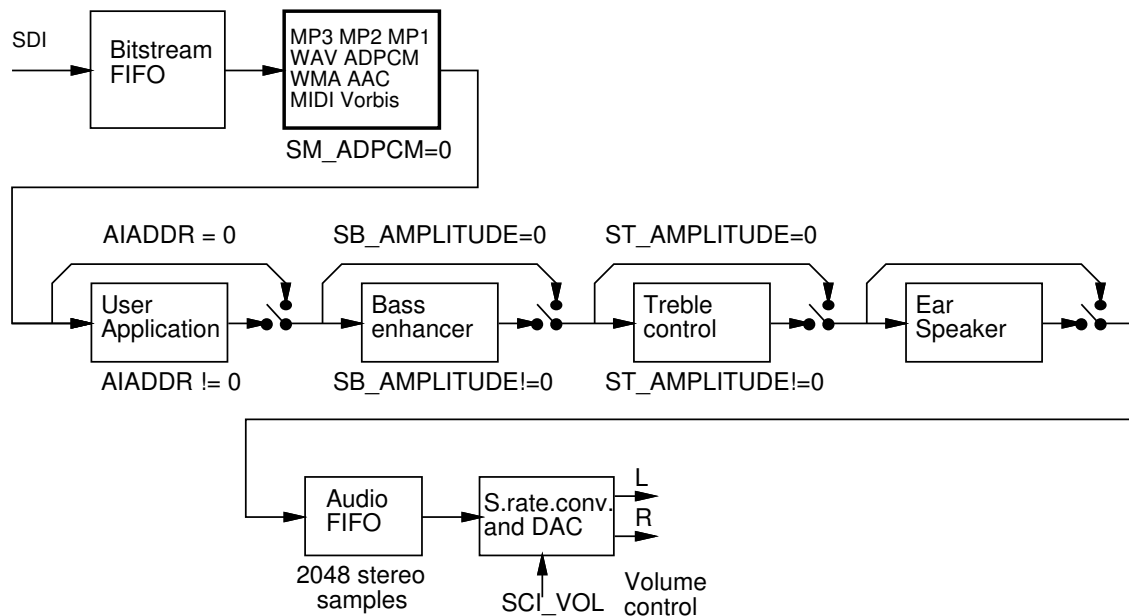 SDI
Bitstream
FIFO
MP3 MP2 MP1
WAV ADPCM
WMA AAC
MIDI Vorbis
SM_ADPCM=0
AIADDR = 0
SB_AMPLITUDE=0
ST_AMPLITUDE=0
User
Application
Bass
enhancer
Treble
control
Ear
Speaker
AIADDR != 0
SB_AMPLITUDE!=0
ST_AMPLITUDE!=0
Audio
FIFO
2048 stereo
samples
S.rate.conv.
and DAC
L
R
SCI_VOL
Volume
control